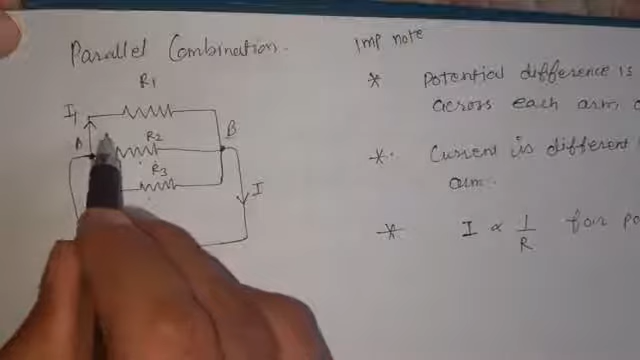 Parallel Combination.
Imp note
R1
* Potential difference is
across each arm
I1
R2
B
A
R3
* Current is different
arm.
I
* I ∝ 1/R for